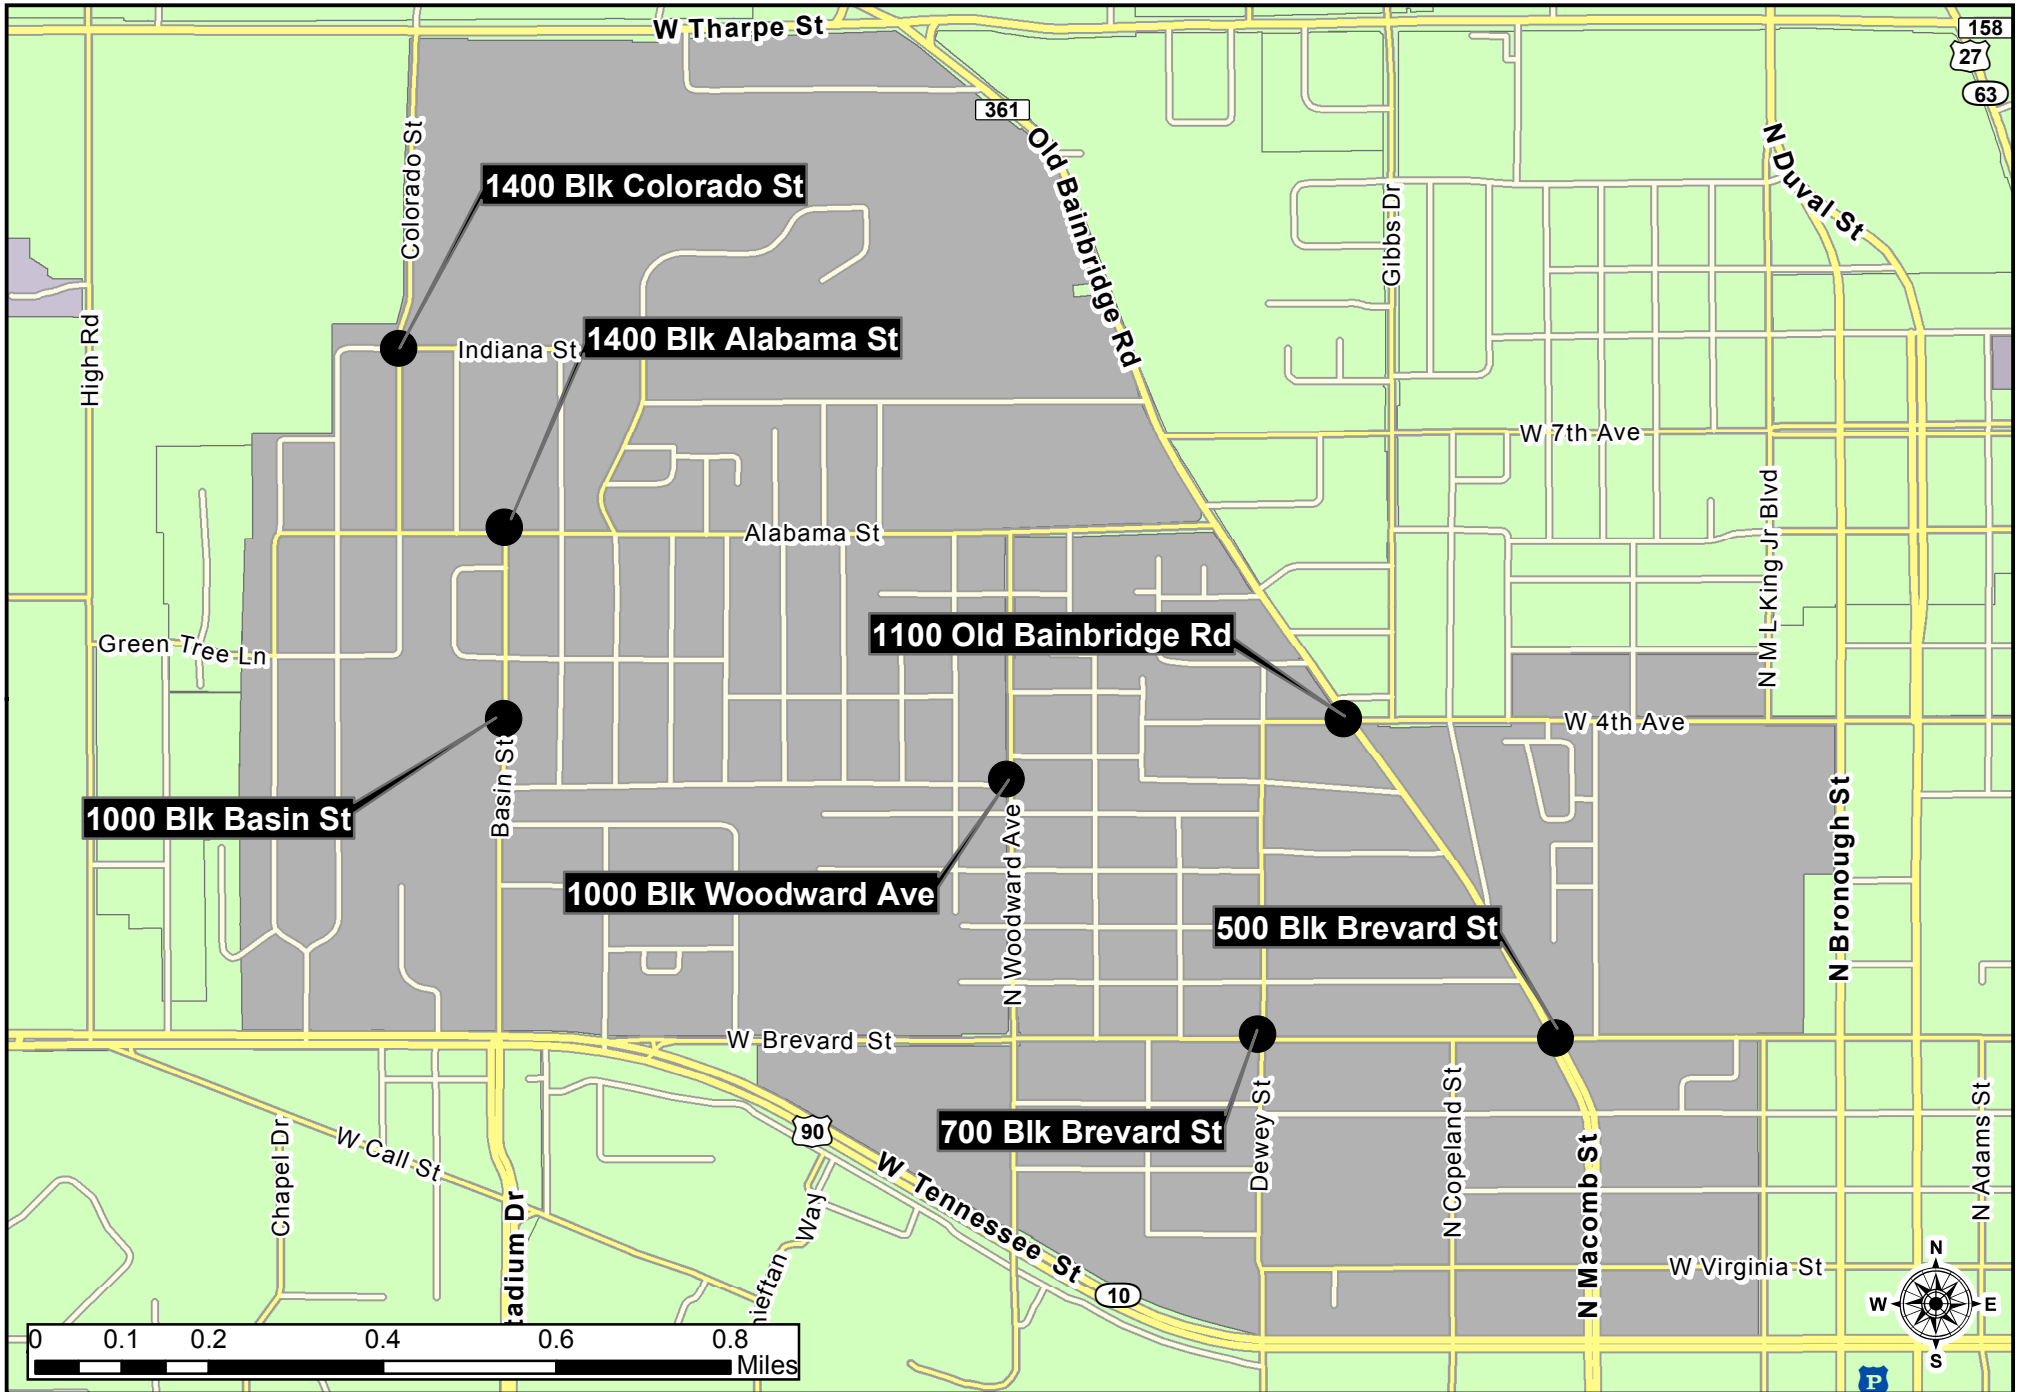 W Tharpe St
158
27
63
361
Colorado St
Old Bainbridge Rd
N Duval St
1400 Blk Colorado St
Gibbs Dr
High Rd
Indiana St
1400 Blk Alabama St
W 7th Ave
Alabama St
N M L King Jr Blvd
Green Tree Ln
1100 Old Bainbridge Rd
W 4th Ave
Basin St
1000 Blk Basin St
N Woodward Ave
1000 Blk Woodward Ave
N Bronough St
500 Blk Brevard St
W Brevard St
700 Blk Brevard St
90
W Call St
Chapel Dr
W Tennessee St
Dewey St
N Copeland St
N Macomb St
N Adams St
tadium Dr
hieftan Way
W Virginia St
10
N
W
E
S
0 0.1 0.2 0.4 0.6 0.8
Miles
P